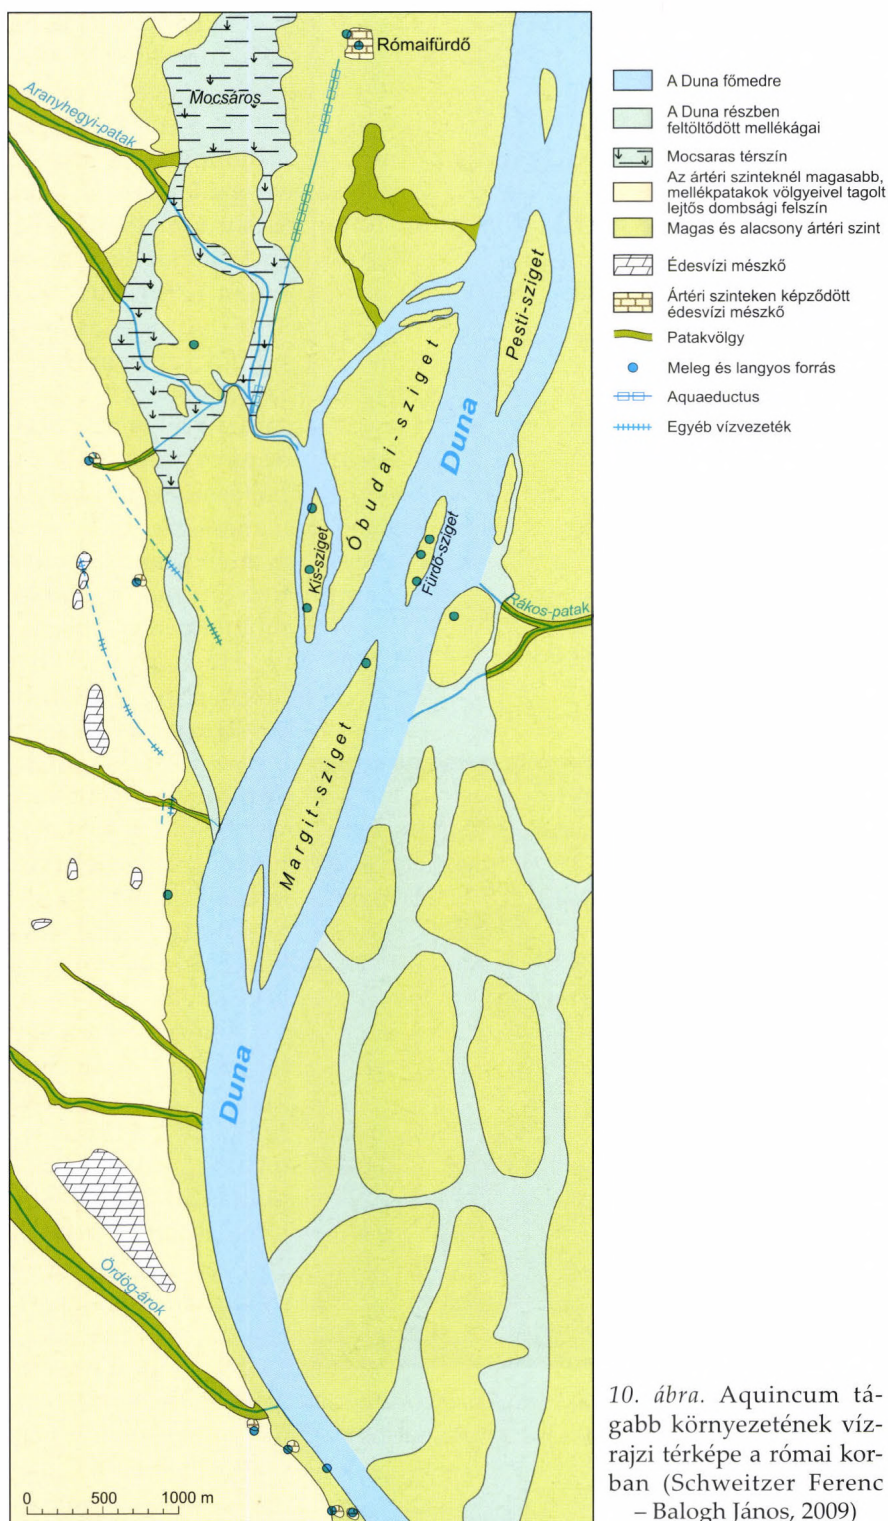 Rómaifürdő
Mocsáros
Aranyhegyi-patak
Pesti-sziget
Óbudai-sziget
Duna
Kis-sziget
Fürdő-sziget
Rákos-patak
Margit-sziget
Duna
Ördög-árok
0 500 1000 m
A Duna főmedre
A Duna részben
feltöltődött mellékágai
Mocsaras térszín
Az ártéri szinteknél magasabb,
mellékpatakok völgyeivel tagolt
lejtős dombsági felszín
Magas és alacsony ártéri szint
Édesvízi mészkő
Ártéri szinteken képződött
édesvízi mészkő
Patakvölgy
Meleg és langyos forrás
Aquaeductus
Egyéb vízvezeték
10. ábra. Aquincum tá-
gabb környezetének víz-
rajzi térképe a római kor-
ban (Schweitzer Ferenc
– Balogh János, 2009)